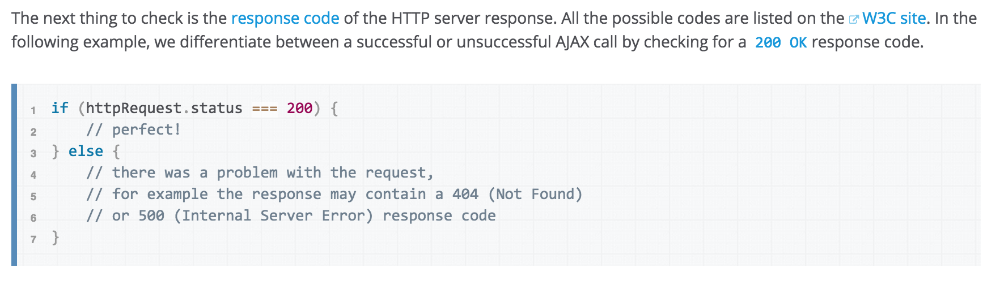 The next thing to check is the response code of the HTTP server response. All the possible codes are listed on the W3C site. In the
following example, we differentiate between a successful or unsuccessful AJAX call by checking for a 200 OK response code.
1 if (httpRequest.status === 200) {
2     // perfect!
3 } else {
4     // there was a problem with the request,
5     // for example the response may contain a 404 (Not Found)
6     // or 500 (Internal Server Error) response code
7 }